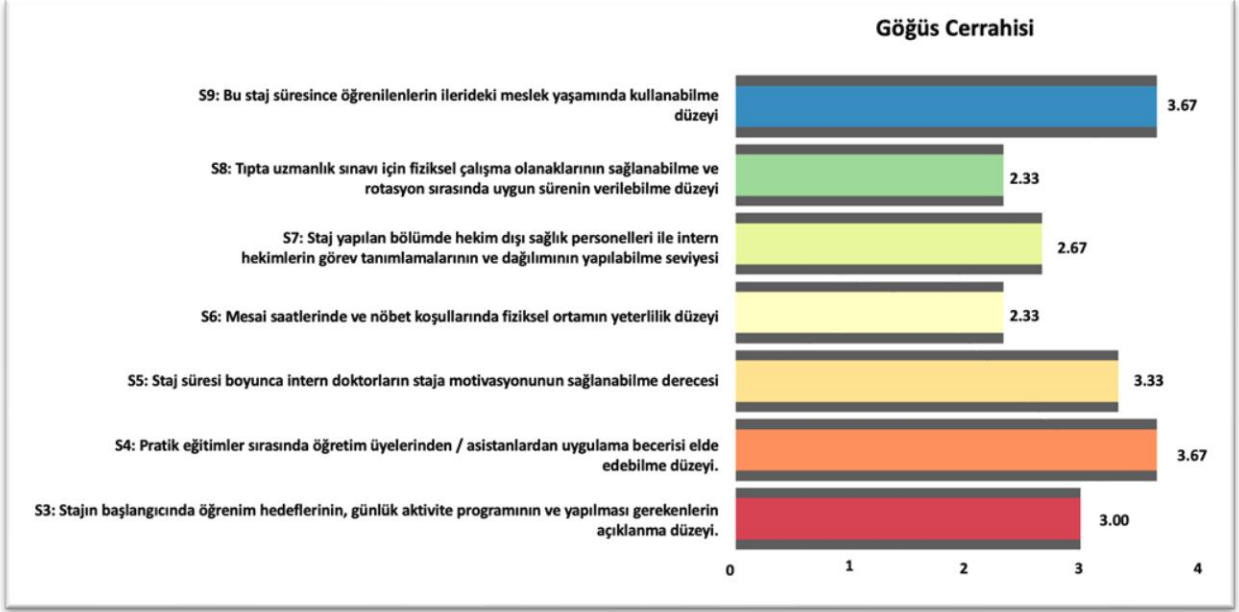 Göğüs Cerrahisi
S9: Bu staj süresince öğrenilenlerin ilerideki meslek yaşamında kullanabilme
düzeyi
3.67
S8: Tıpta uzmanlık sınavı için fiziksel çalışma olanaklarının sağlanabilme ve
rotasyon sırasında uygun sürenin verilebilme düzeyi
2.33
S7: Staj yapılan bölümde hekim dışı sağlık personelleri ile intern
hekimlerin görev tanımlamalarının ve dağılımının yapılabilme seviyesi
2.67
S6: Mesai saatlerinde ve nöbet koşullarında fiziksel ortamın yeterlilik düzeyi
2.33
S5: Staj süresi boyunca intern doktorların staja motivasyonunun sağlanabilme derecesi
3.33
S4: Pratik eğitimler sırasında öğretim üyelerinden / asistanlardan uygulama becerisi elde
edebilme düzeyi.
3.67
S3: Stajın başlangıcında öğrenim hedeflerinin, günlük aktivite programının ve yapılması gerekenlerin
açıklanma düzeyi.
3.00
0 1 2 3 4